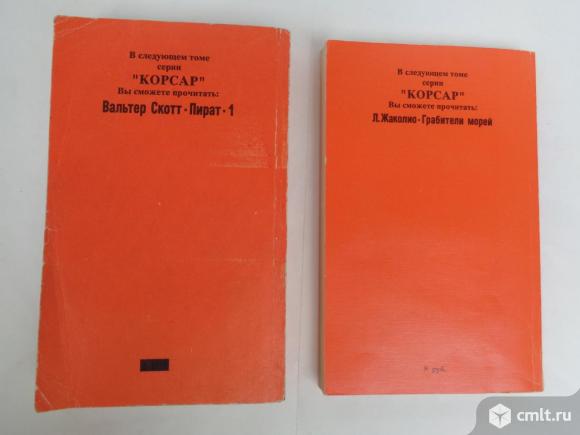 В следующем томе
серии
"КОРСАР"
Вы сможете прочитать:
Вальтер Скотт · Пират · 1
В следующем томе
серии
"КОРСАР"
Вы сможете прочитать:
Л. Жаколио · Грабители морей
cmlt.ru